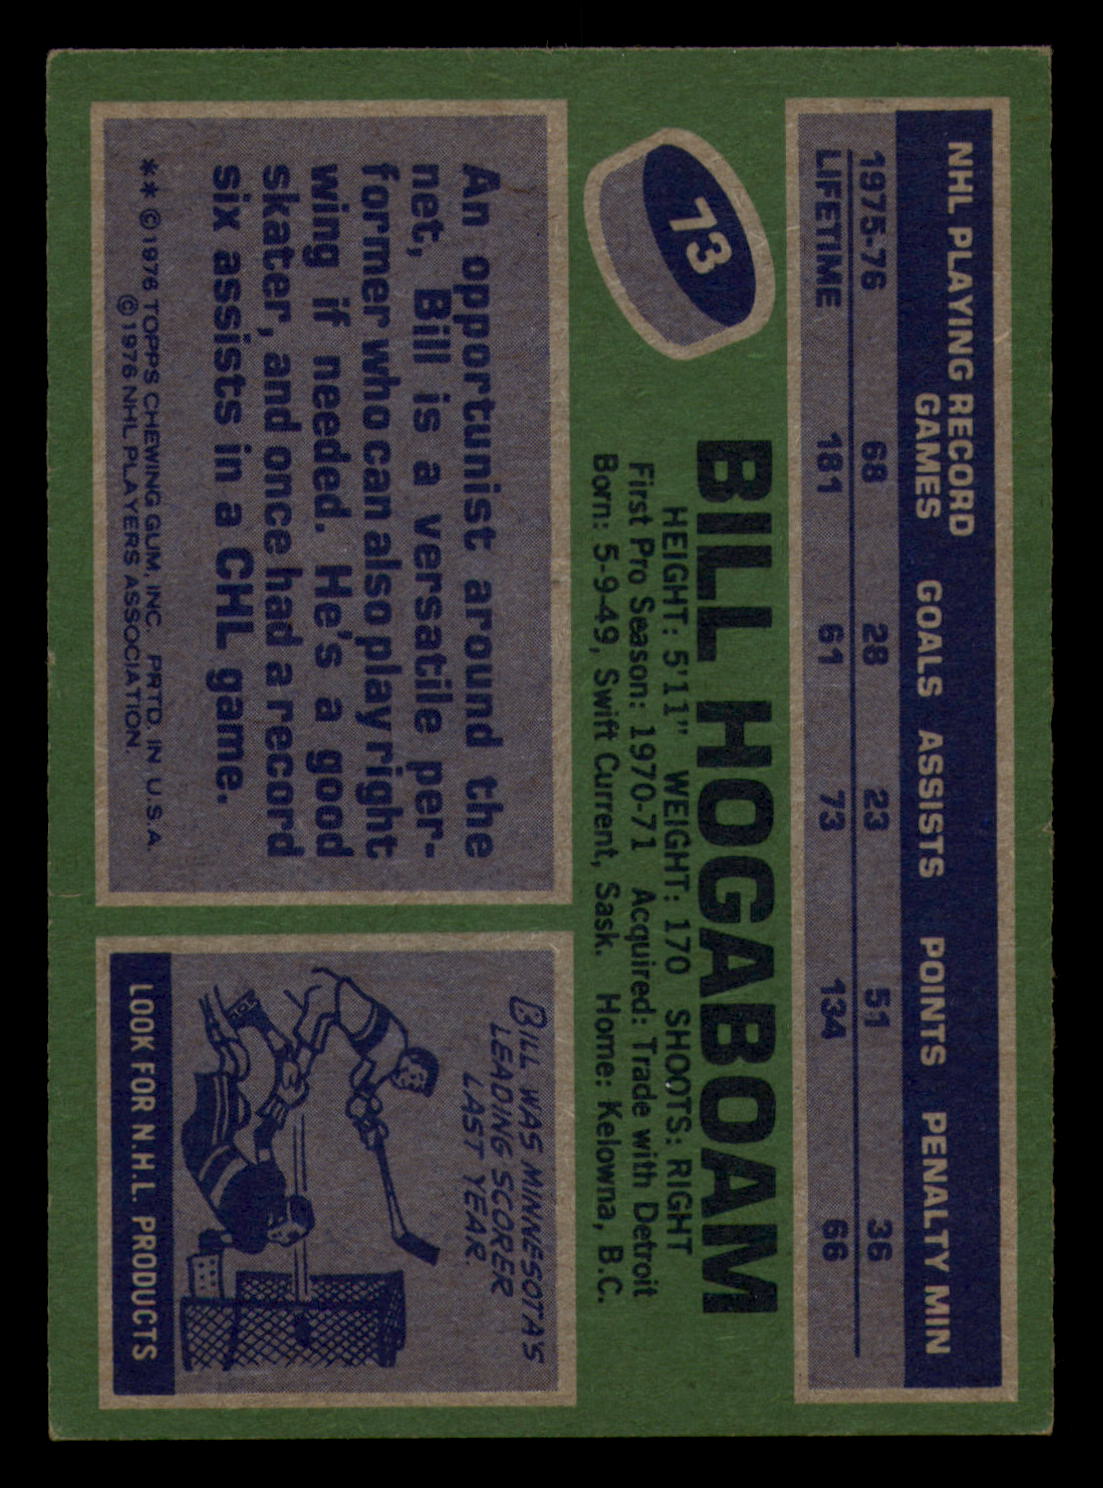 NHL PLAYING RECORD
GAMES GOALS ASSISTS POINTS PENALTY MIN
1975-76 68 28 23 51 36
LIFETIME 181 61 73 134 66
73
BILL HOGABOAM
HEIGHT: 5'11" WEIGHT: 170 SHOOTS: RIGHT
First Pro Season: 1970-71 Acquired: Trade with Detroit
Born: 5-9-49, Swift Current, Sask. Home: Kelowna, B.C.
An opportunist around the
net, Bill is a versatile per-
former who can also play right
wing if needed. He's a good
skater, and once had a record
six assists in a CHL game.
** ©1976 TOPPS CHEWING GUM, INC. PRTD. IN U.S.A.
©1976 NHL PLAYERS ASSOCIATION.
BILL WAS MINNESOTA'S
LEADING SCORER
LAST YEAR.
LOOK FOR N.H.L. PRODUCTS